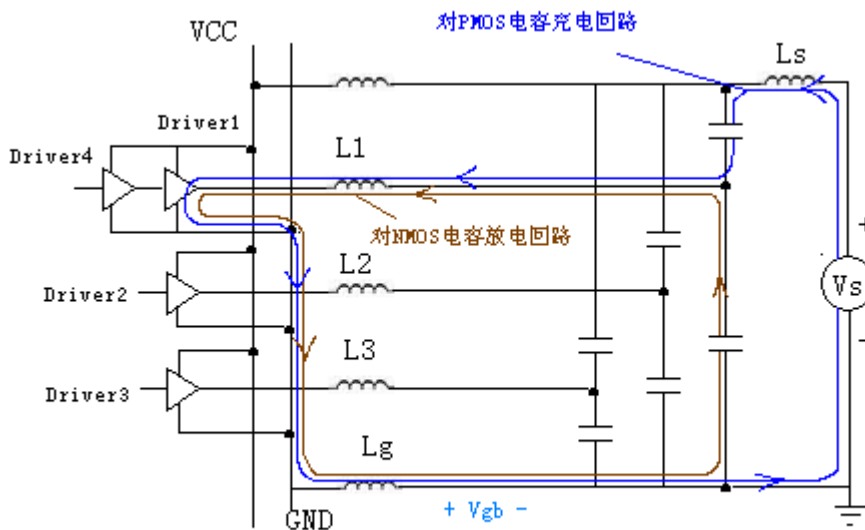 对PMOS电容充电回路
VCC
Ls
Driver1
Driver4
L1
对NMOS电容放电回路
+
L2
Vs
Driver2
-
L3
Driver3
Lg
+ Vgb -
GND